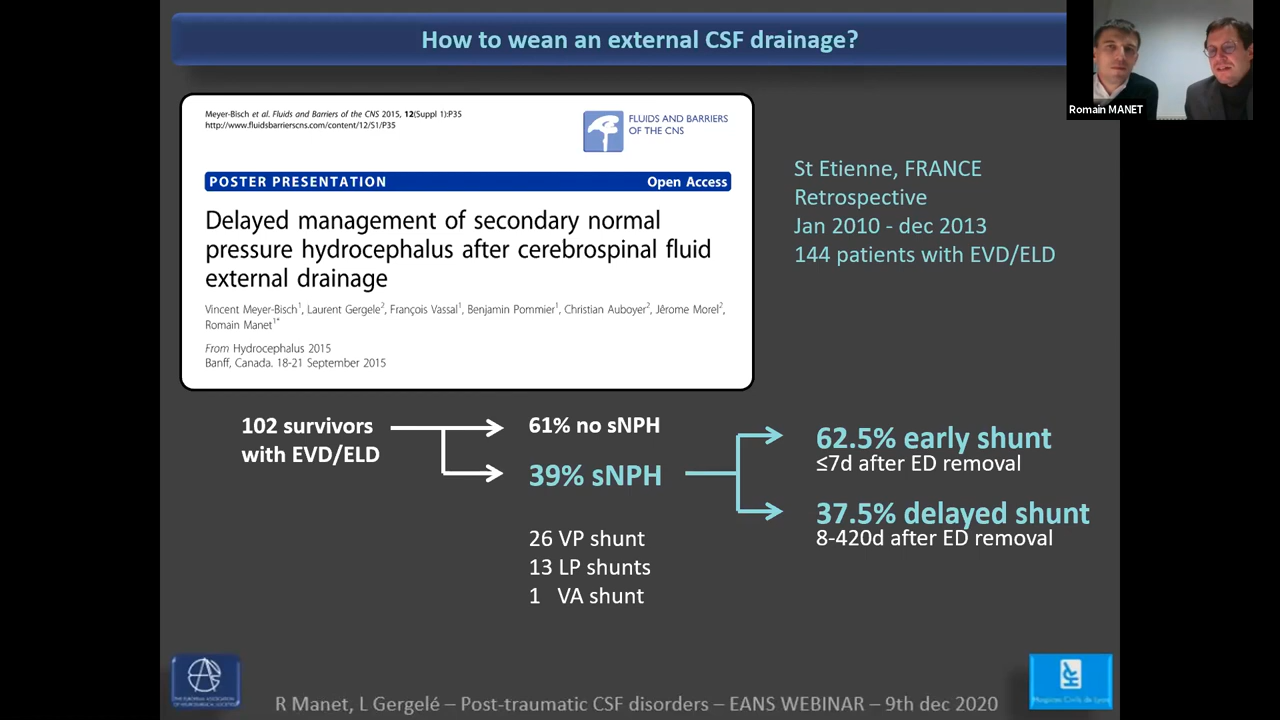 How to wean an external CSF drainage?
Romain MANET
Meyer-Bisch et al. Fluids and Barriers of the CNS 2015, 12(Suppl 1):P35
http://www.fluidsbarrierscns.com/content/12/S1/P35
FLUIDS AND BARRIERS
OF THE CNS
POSTER PRESENTATION Open Access
Delayed management of secondary normal
pressure hydrocephalus after cerebrospinal fluid
external drainage
Vincent Meyer-Bisch1, Laurent Gergele2, François Vassal1, Benjamin Pommier1, Christian Auboyer2, Jérome Morel2,
Romain Manet1*
From Hydrocephalus 2015
Banff, Canada. 18-21 September 2015
St Etienne, FRANCE
Retrospective
Jan 2010 - dec 2013
144 patients with EVD/ELD
102 survivors
with EVD/ELD
61% no sNPH
39% sNPH
26 VP shunt
13 LP shunts
1 VA shunt
62.5% early shunt
≤7d after ED removal
37.5% delayed shunt
8-420d after ED removal
Hospices Civils de Lyon
R Manet, L Gergelé – Post-traumatic CSF disorders – EANS WEBINAR – 9th dec 2020